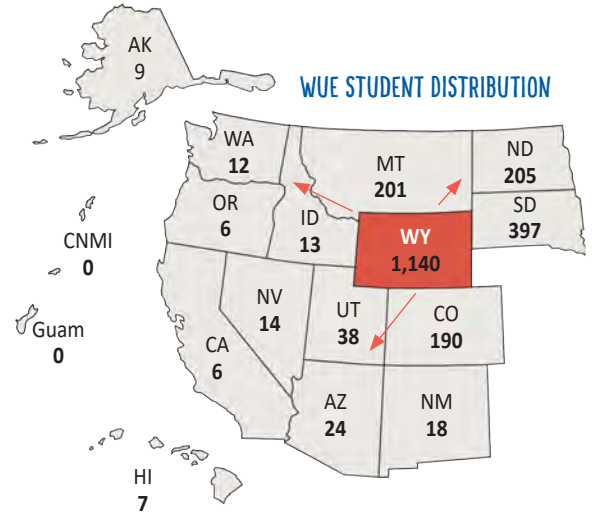 AK
9
WUE STUDENT DISTRIBUTION
WA
12
MT
201
ND
205
OR
6
ID
13
WY
1,140
SD
397
CNMI
0
NV
14
UT
38
CO
190
Guam
0
CA
6
AZ
24
NM
18
HI
7